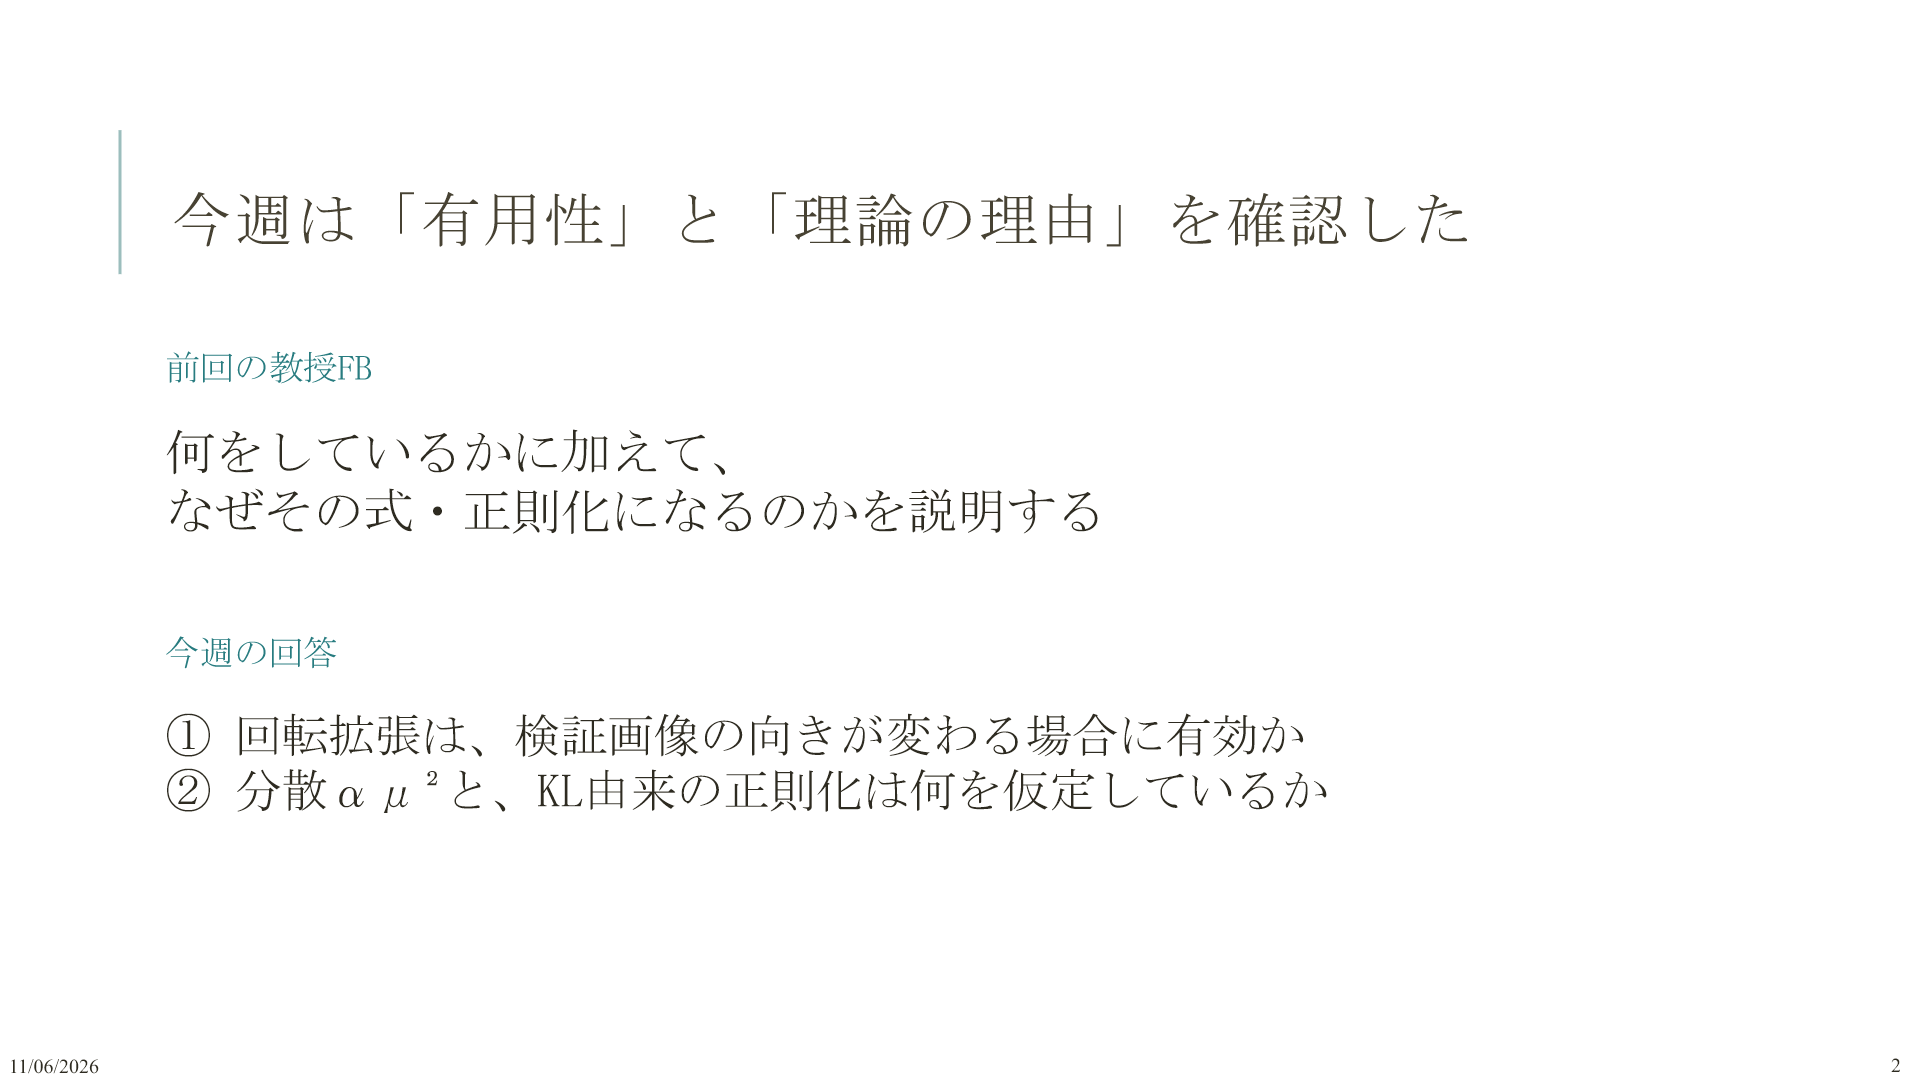 今週は「有用性」と「理論の理由」を確認した
前回の教授FB
何をしているかに加えて、
なぜその式・正則化になるのかを説明する
今週の回答
① 回転拡張は、検証画像の向きが変わる場合に有効か
② 分散αμ²と、KL由来の正則化は何を仮定しているか
11/06/2026
2